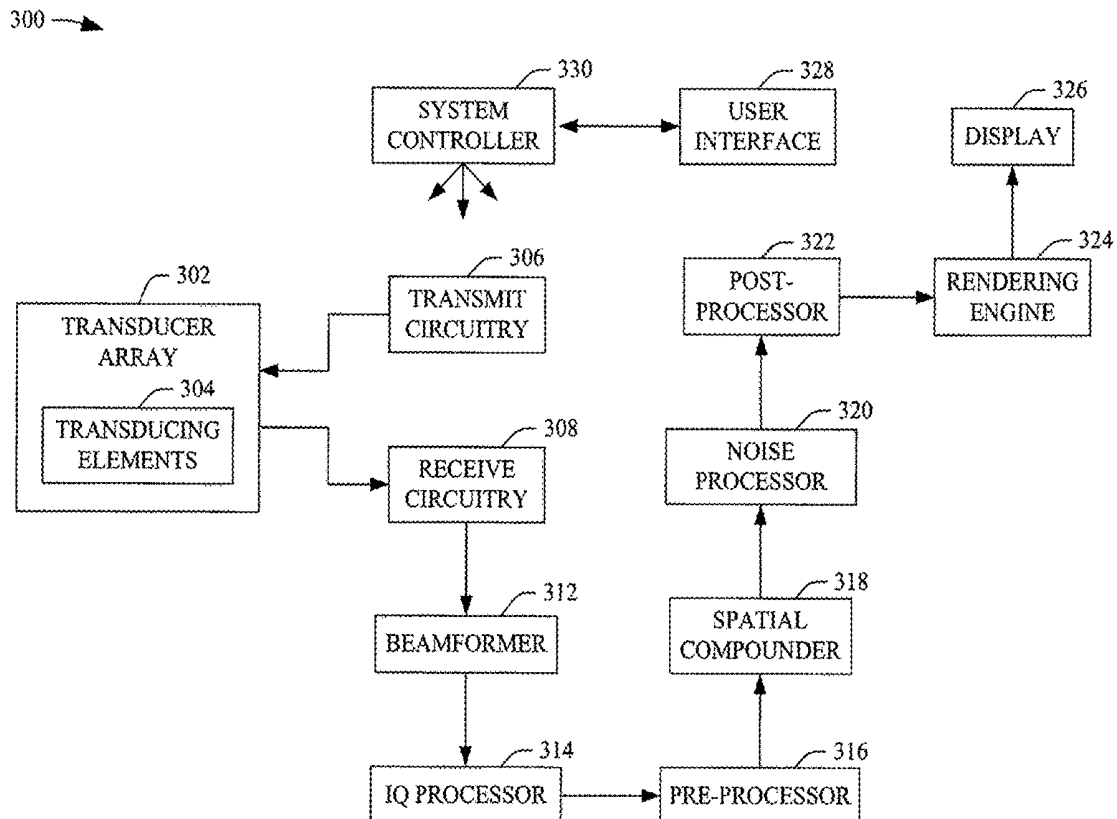 300
330
SYSTEM
CONTROLLER
328
USER
INTERFACE
326
DISPLAY
302
TRANSDUCER
ARRAY
304
TRANSDUCING
ELEMENTS
306
TRANSMIT
CIRCUITRY
308
RECEIVE
CIRCUITRY
312
BEAMFORMER
314
IQ PROCESSOR
316
PRE-PROCESSOR
318
SPATIAL
COMPOUNDER
320
NOISE
PROCESSOR
322
POST-
PROCESSOR
324
RENDERING
ENGINE